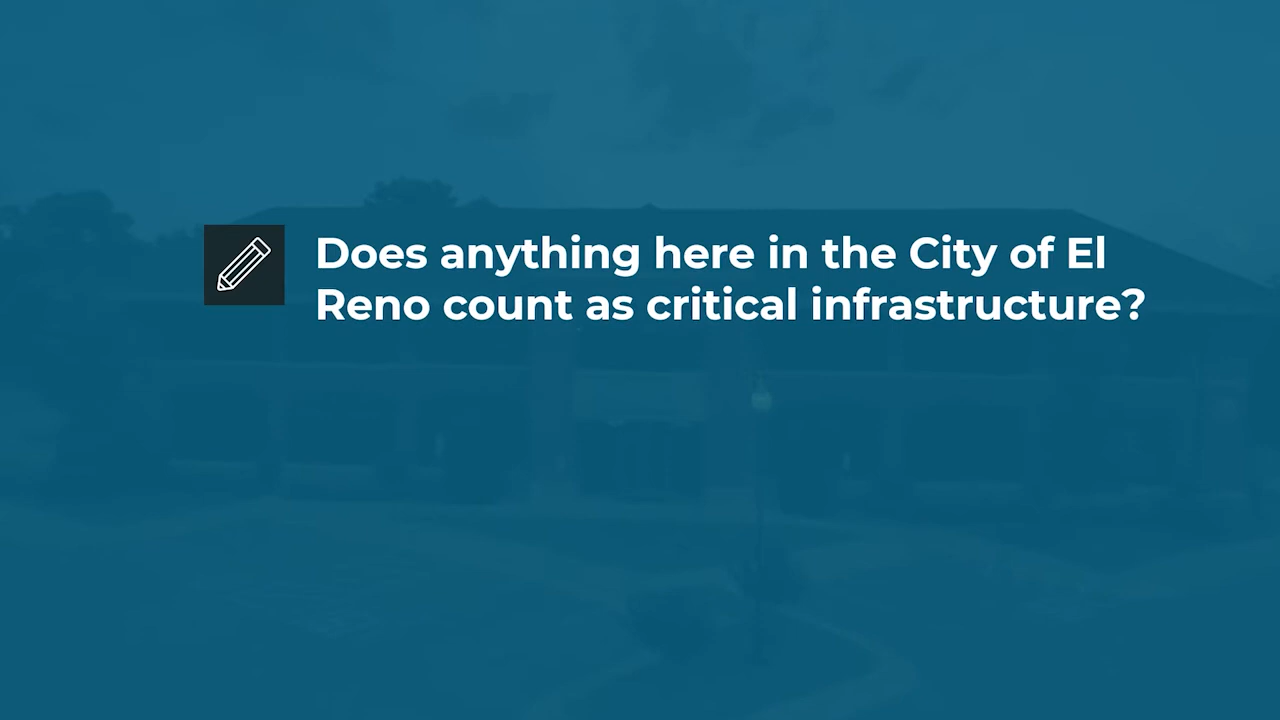 Does anything here in the City of El
Reno count as critical infrastructure?